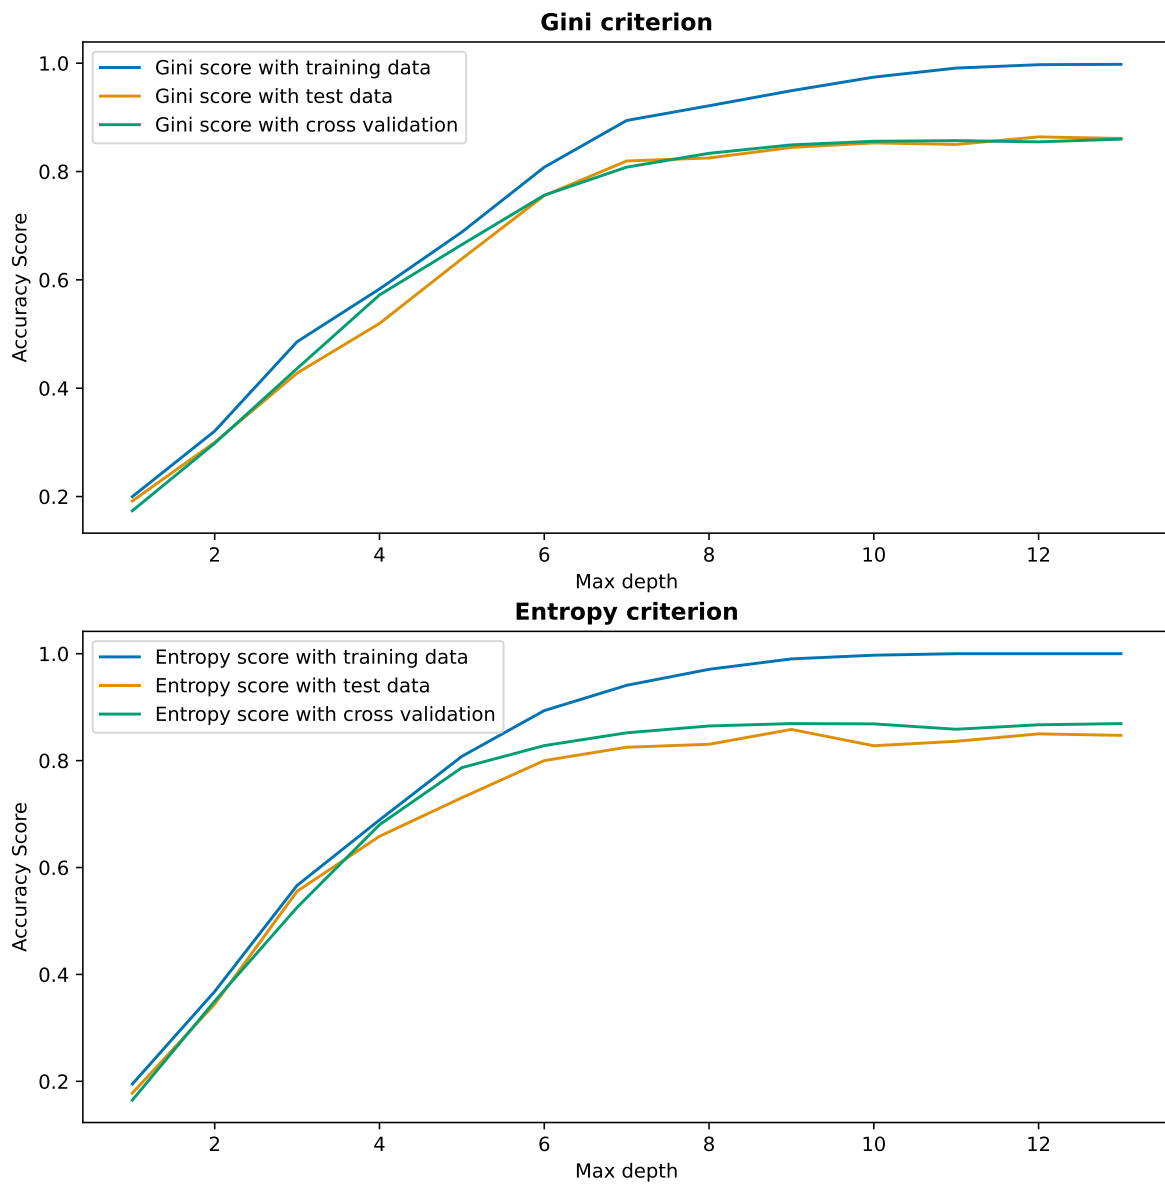 Gini criterion
1.0
0.8
0.6
0.4
0.2
Accuracy Score
Gini score with training data
Gini score with test data
Gini score with cross validation
2 4 6 8 10 12
Max depth
Entropy criterion
1.0
0.8
0.6
0.4
0.2
Accuracy Score
Entropy score with training data
Entropy score with test data
Entropy score with cross validation
2 4 6 8 10 12
Max depth